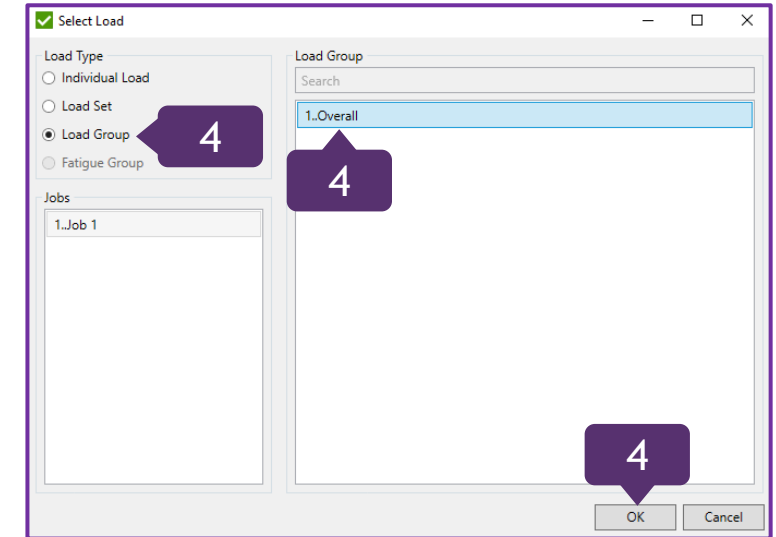 Select Load
Load Type
Individual Load
Load Set
Load Group
4
Fatigue Group
Jobs
1..Job 1
Load Group
Search
1..Overall
4
4
OK
Cancel